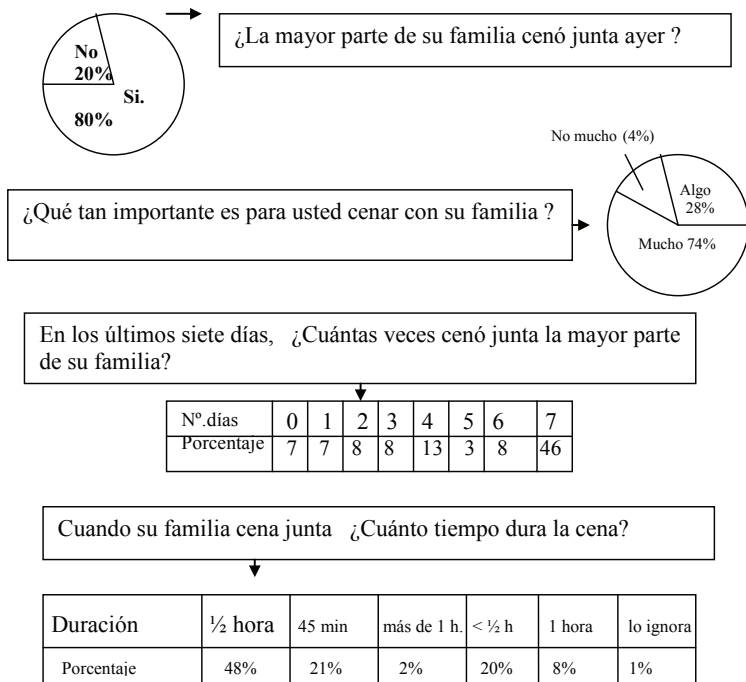 ¿La mayor parte de su familia cenó junta ayer ?
No
20%
Si.
80%
No mucho (4%)
¿Qué tan importante es para usted cenar con su familia ?
Algo
28%
Mucho 74%
En los últimos siete días, ¿Cuántas veces cenó junta la mayor parte
de su familia?
Nº.días 0 1 2 3 4 5 6 7
Porcentaje 7 7 8 8 13 3 8 46
Cuando su familia cena junta ¿Cuánto tiempo dura la cena?
Duración ½ hora 45 min más de 1 h. < ½ h 1 hora lo ignora
Porcentaje 48% 21% 2% 20% 8% 1%